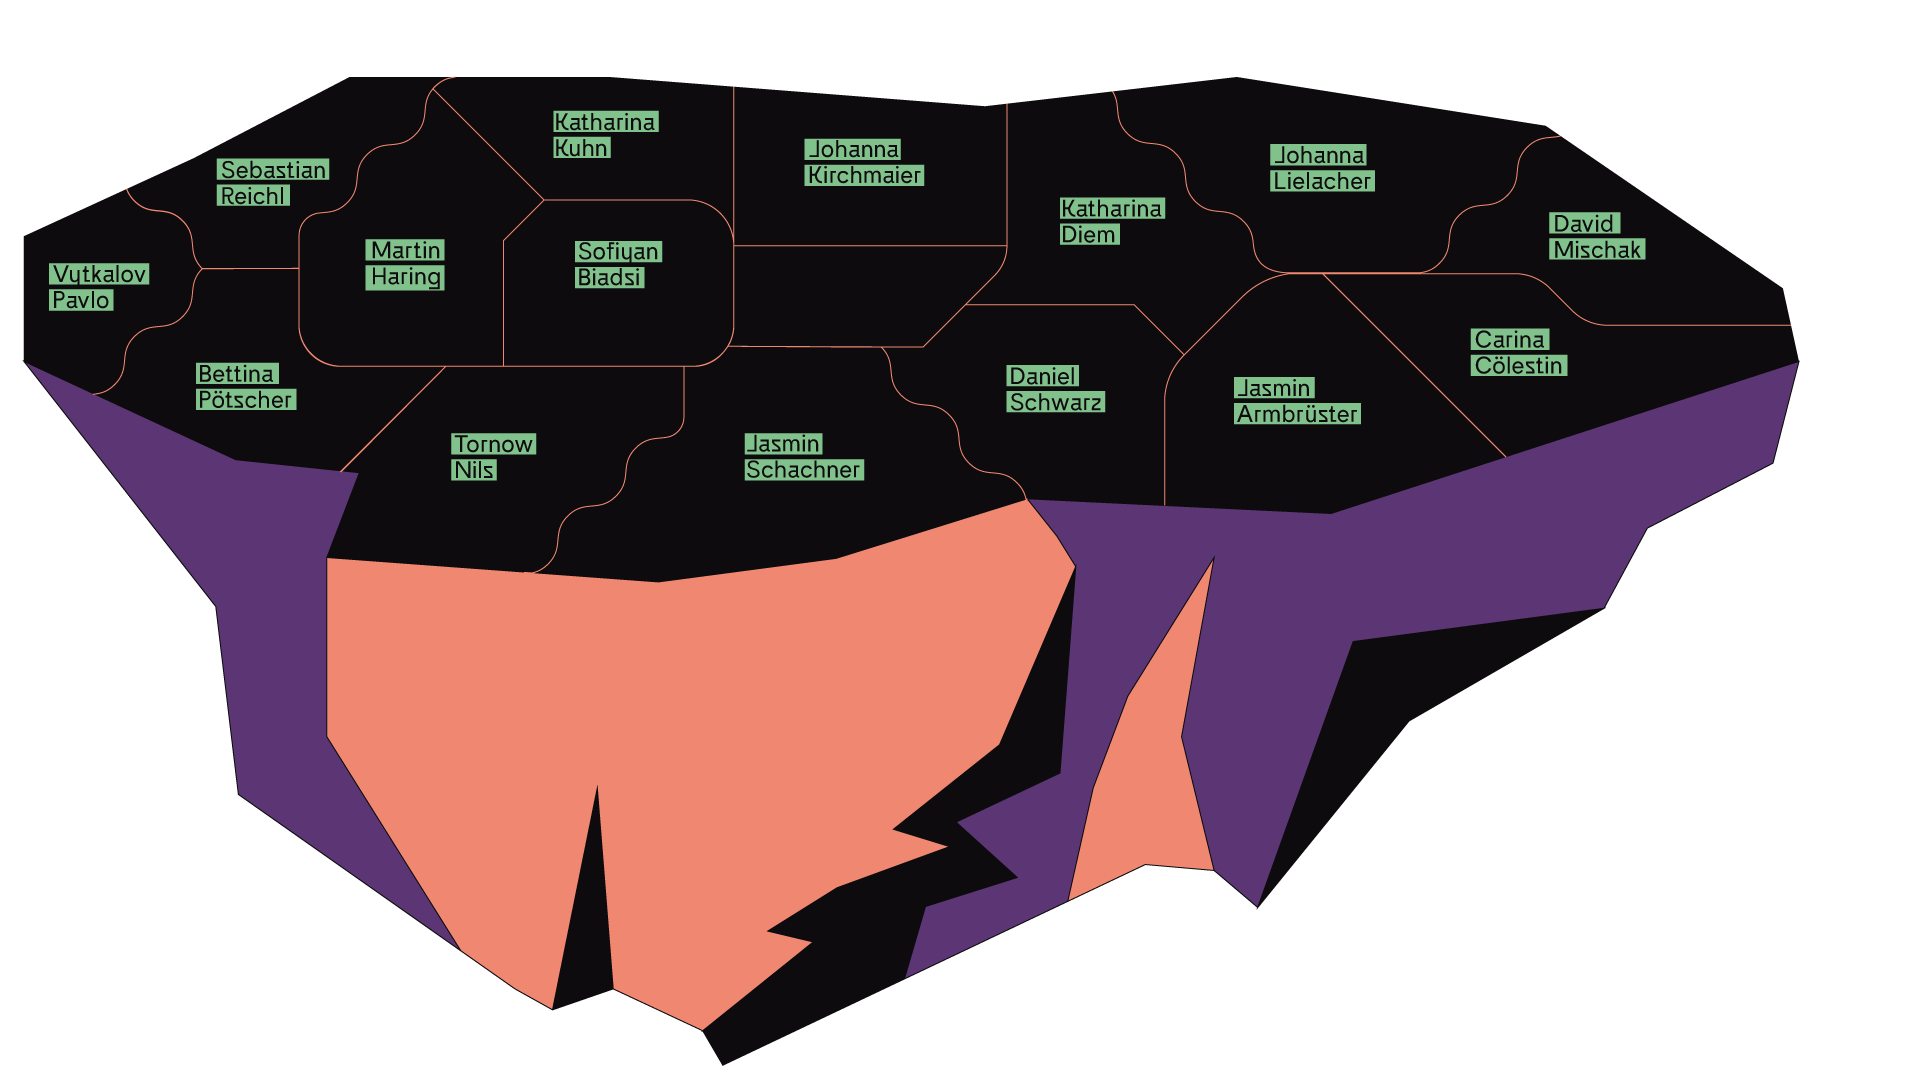 Katharina
Kuhn
Johanna
Kirchmaier
Johanna
Lielacher
Sebastian
Reichl
Katharina
Diem
David
Mischak
Martin
Haring
Sofiyan
Biadsi
Vytkalov
Pavlo
Carina
Cölestin
Bettina
Pötscher
Daniel
Schwarz
Jasmin
Armbrüster
Tornow
Nils
Jasmin
Schachner